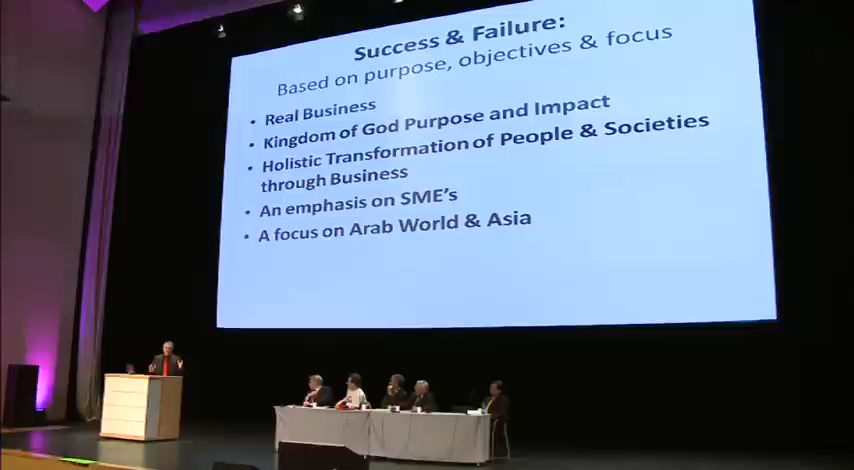 Success & Failure:
Based on purpose, objectives & focus
• Real Business
• Kingdom of God Purpose and Impact
• Holistic Transformation of People & Societies
through Business
• An emphasis on SME's
• A focus on Arab World & Asia